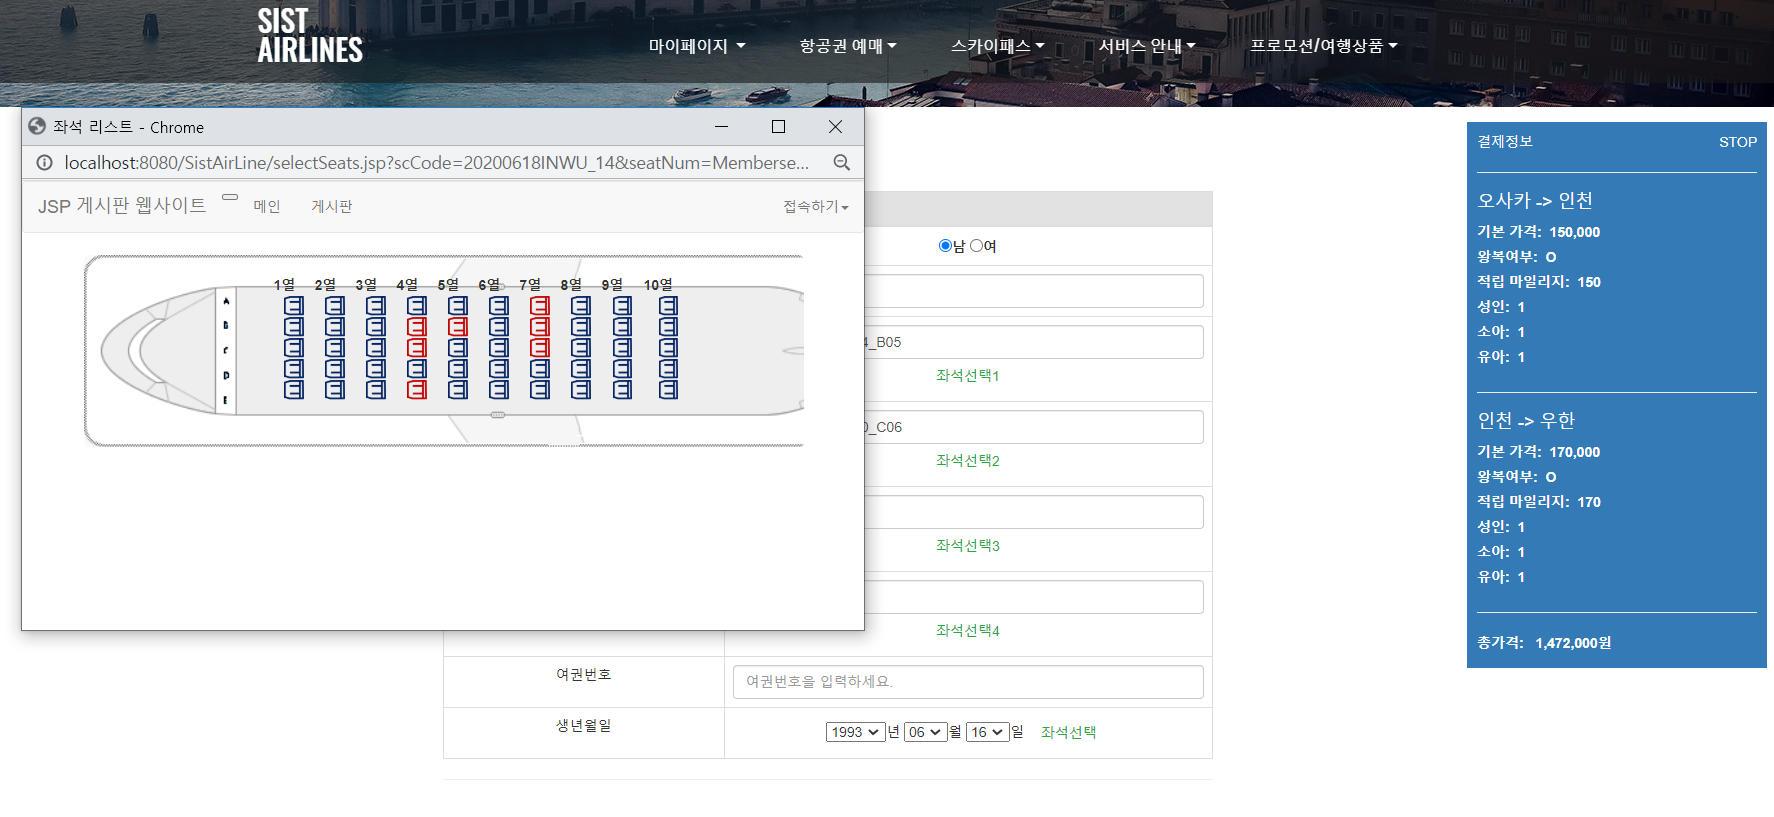 SIST
AIRLINES
마이페이지
항공권 예매
스카이패스
서비스 안내
프로모션/여행상품
좌석 리스트 - Chrome
localhost:8080/SistAirLine/selectSeats.jsp?scCode=20200618INWU_14&seatNum=Memberse...
JSP 게시판 웹사이트
메인
게시판
접속하기
1열 2열 3열 4열 5열 6열 7열 8열 9열 10열
A
B
C
D
E
남 여
4_B05
좌석선택1
0_C06
좌석선택2
좌석선택3
좌석선택4
여권번호
여권번호을 입력하세요.
생년월일
1993 년 06 월 16 일 좌석선택
결제정보 STOP
오사카 -> 인천
기본 가격: 150,000
왕복여부: O
적립 마일리지: 150
성인: 1
소아: 1
유아: 1
인천 -> 우한
기본 가격: 170,000
왕복여부: O
적립 마일리지: 170
성인: 1
소아: 1
유아: 1
총가격: 1,472,000원